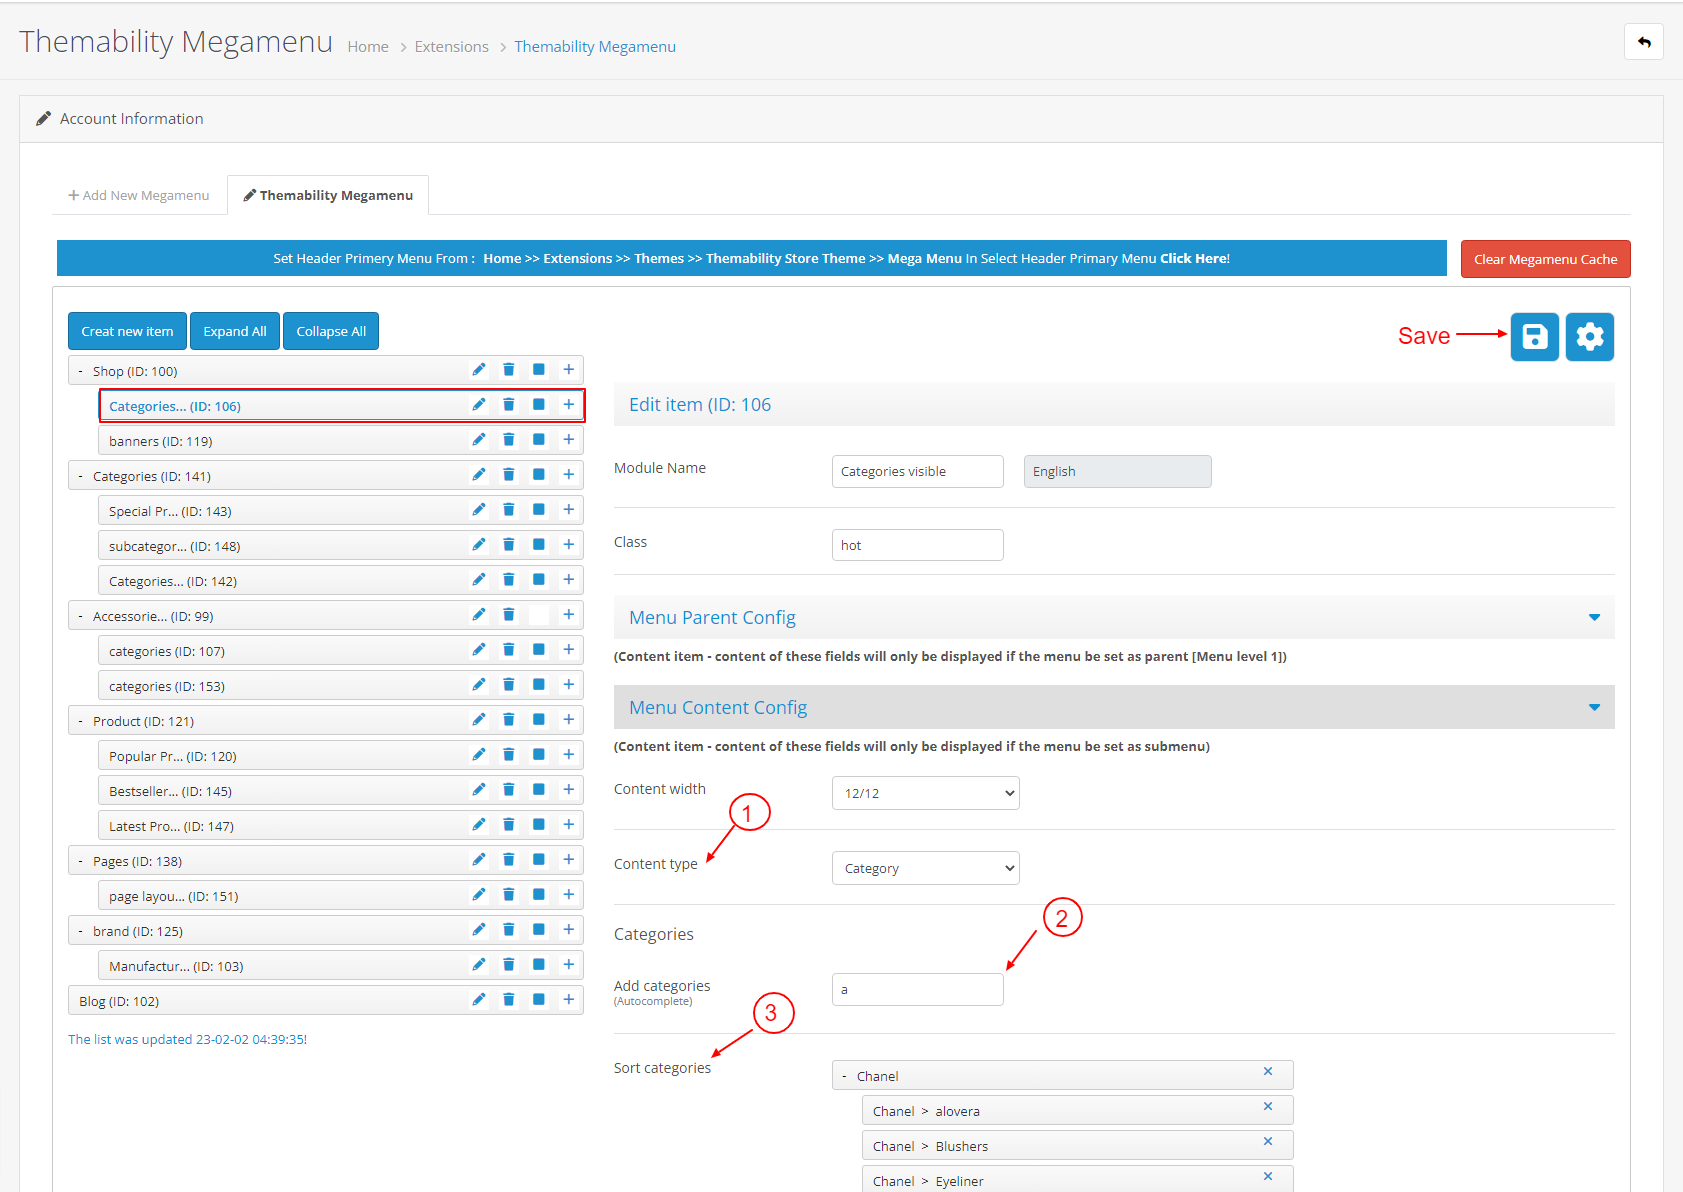 Themability Megamenu Home > Extensions > Themability Megamenu
Account Information
+ Add New Megamenu Themability Megamenu
Set Header Primery Menu From : Home >> Extensions >> Themes >> Themability Store Theme >> Mega Menu In Select Header Primary Menu Click Here!
Clear Megamenu Cache
Creat new item Expand All Collapse All
Save
- Shop (ID: 100)
Categories... (ID: 106)
banners (ID: 119)
- Categories (ID: 141)
Special Pr... (ID: 143)
subcategor... (ID: 148)
Categories... (ID: 142)
- Accessorie... (ID: 99)
categories (ID: 107)
categories (ID: 153)
- Product (ID: 121)
Popular Pr... (ID: 120)
Bestseller... (ID: 145)
Latest Pro... (ID: 147)
- Pages (ID: 138)
page layou... (ID: 151)
- brand (ID: 125)
Manufactur... (ID: 103)
Blog (ID: 102)
The list was updated 23-02-02 04:39:35!
Edit item (ID: 106
Module Name Categories visible English
Class hot
Menu Parent Config
(Content item - content of these fields will only be displayed if the menu be set as parent [Menu level 1])
Menu Content Config
(Content item - content of these fields will only be displayed if the menu be set as submenu)
Content width 12/12
1
Content type Category
2
Categories
Add categories a
(Autocomplete)
3
Sort categories
- Chanel
Chanel > alovera
Chanel > Blushers
Chanel > Eyeliner